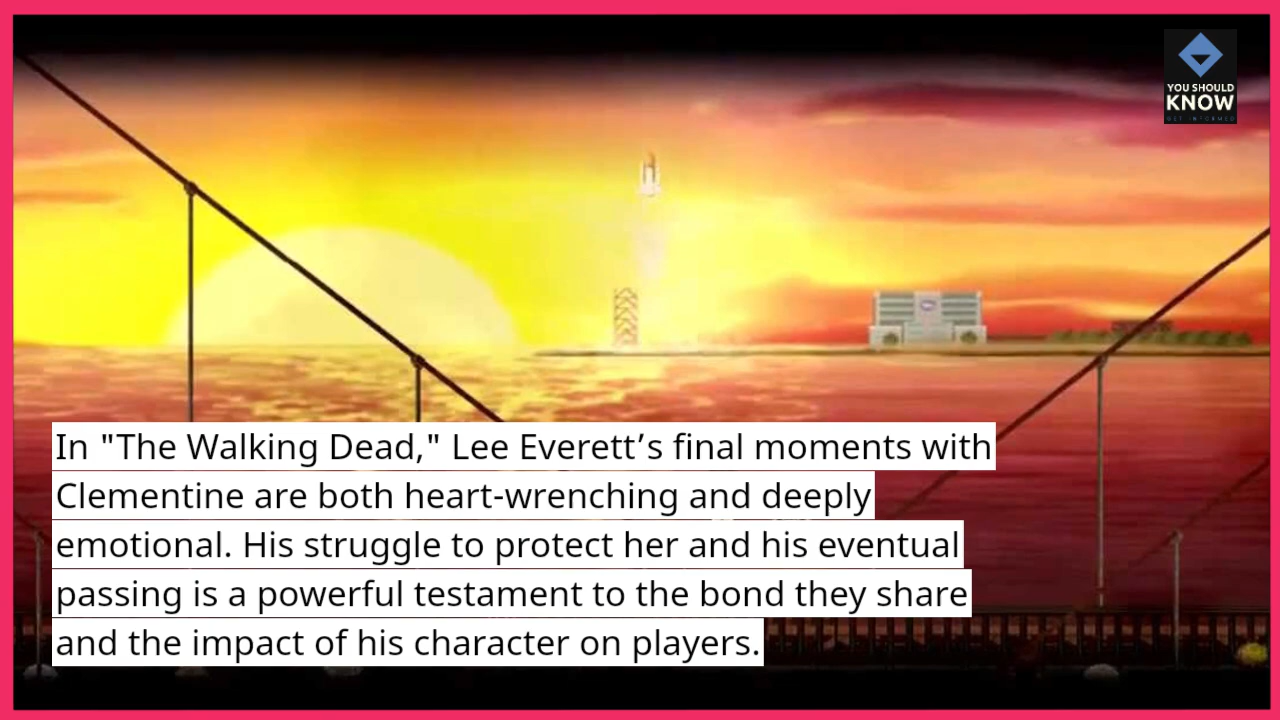 YOU SHOULD
KNOW
GET INFORMED
In "The Walking Dead," Lee Everett’s final moments with
Clementine are both heart-wrenching and deeply
emotional. His struggle to protect her and his eventual
passing is a powerful testament to the bond they share
and the impact of his character on players.